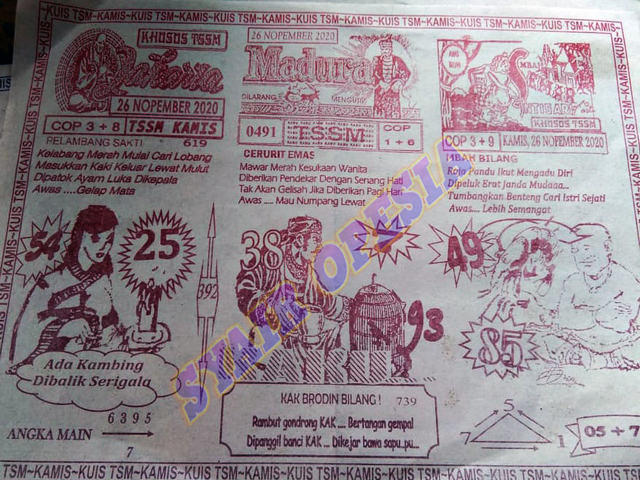 KUIS TSM~KAMIS~KUIS TSM~KAMIS~KUIS TSM~KAMIS~KUIS TSM~KAMIS~KUIS TSM~KAMIS
KHUSUS TSSM
26 NOPEMBER 2020
COP 3 + 8 TSSM KAMIS
RELAMBANG SAKTI 619
Kelabang Merah Mulai Cari Lobang
Masukkan Kaki Keluar Lewat Mulut
Dipatok Ayam Luka Dikepala
Awas ....Gelap Mata
54
25
392
Ada Kambing
Dibalik Serigala
6 3 9 5
ANGKA MAIN
7
26 NOPEMBER 2020
Madura
DILARANG MENGUTIP
0491
TSSM
COP
1 + 6
CERURIT EMAS
Mawar Merah Kesukaan Wanita
Diberikan Pendekar Dengan Senang Hati
Tak Akan Gelisah Jika Diberikan Pagi Hari
Awas ..... Mau Numpang Lewat
38
93
KAK BRODIN BILANG ! 739
Rambut gondrong KAK .... Bertangan gempal
Dipanggil banci KAK ... Dikejar bawa sapu..pu...
MBAH
KHUSUS TSSM
COP 3 + 9 KAMIS, 26 NOPEMBER 2020
MBAH BILANG
Rojo Pandu Ikut Mengadu Diri
Dipeluk Erat Janda Mudaaa..
Tumbangkan Benteng Cari Istri Sejati
Awas.... Lebih Semangat
49
85
5
7
1
05 + 7
SYAIR OPESIA
TSM~KAMIS~KUIS TSM~KAMIS~KUIS TSM~KAMIS~KUIS TSM~KAMIS~KUIS TSM~KAMIS~KUIS TSM